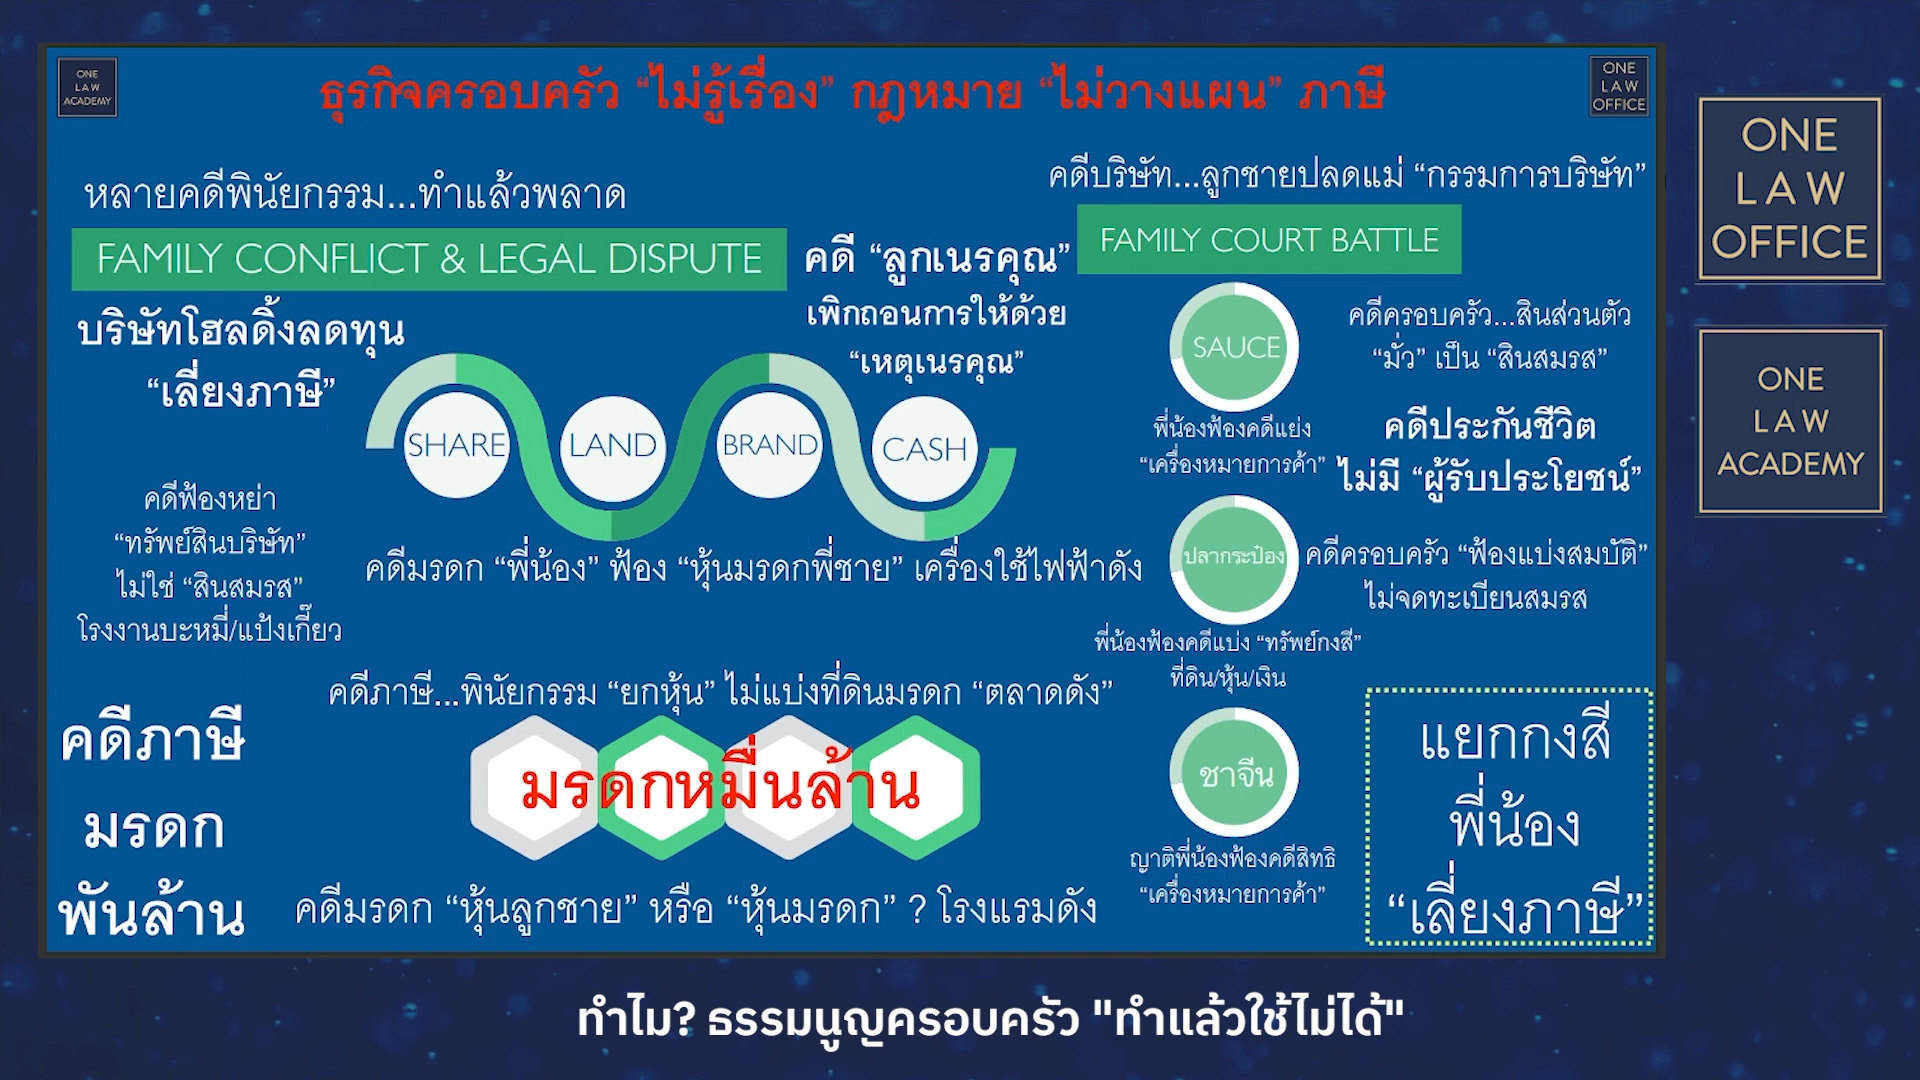 ONE
LAW
ACADEMY
ธุรกิจครอบครัว “ไม่รู้เรื่อง” กฎหมาย “ไม่วางแผน” ภาษี
ONE
LAW
OFFICE
หลายคดีพินัยกรรม...ทำแล้วพลาด
FAMILY CONFLICT & LEGAL DISPUTE
บริษัทโฮลดิ้งลดทุน
“เลี่ยงภาษี”
คดี “ลูกเนรคุณ”
เพิกถอนการให้ด้วย
“เหตุเนรคุณ”
SHARE
LAND
BRAND
CASH
คดีฟ้องหย่า
“ทรัพย์สินบริษัท”
ไม่ใช่ “สินสมรส”
โรงงานบะหมี่/แป้งเกี๊ยว
คดีมรดก “พี่น้อง” ฟ้อง “หุ้นมรดกพี่ชาย” เครื่องใช้ไฟฟ้าดัง
คดีภาษี...พินัยกรรม “ยกหุ้น” ไม่แบ่งที่ดินมรดก “ตลาดดัง”
คดีภาษี
มรดก
พันล้าน
มรดกหมื่นล้าน
คดีมรดก “หุ้นลูกชาย” หรือ “หุ้นมรดก” ? โรงแรมดัง
คดีบริษัท...ลูกชายปลดแม่ “กรรมการบริษัท”
FAMILY COURT BATTLE
SAUCE
พี่น้องฟ้องคดีแย่ง
“เครื่องหมายการค้า”
คดีครอบครัว...สินส่วนตัว
“มั่ว” เป็น “สินสมรส”
คดีประกันชีวิต
ไม่มี “ผู้รับประโยชน์”
ปลากระป๋อง
พี่น้องฟ้องคดีแบ่ง “ทรัพย์กงสี”
ที่ดิน/หุ้น/เงิน
คดีครอบครัว “ฟ้องแบ่งสมบัติ”
ไม่จดทะเบียนสมรส
ชาจีน
ญาติพี่น้องฟ้องคดีสิทธิ
“เครื่องหมายการค้า”
แยกกงสี
พี่น้อง
“เลี่ยงภาษี”
ONE
LAW
OFFICE
ONE
LAW
ACADEMY
ทำไม? ธรรมนูญครอบครัว "ทำแล้วใช้ไม่ได้"